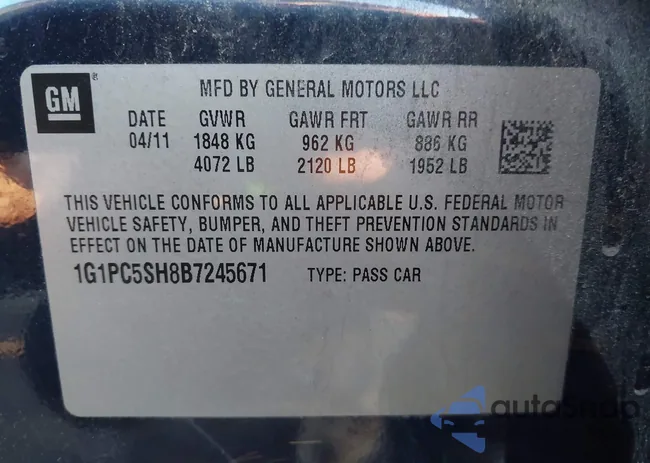 GM
MFD BY GENERAL MOTORS LLC
DATE GVWR GAWR FRT GAWR RR
04/11 1848 KG 962 KG 886 KG
4072 LB 2120 LB 1952 LB
THIS VEHICLE CONFORMS TO ALL APPLICABLE U.S. FEDERAL MOTOR
VEHICLE SAFETY, BUMPER, AND THEFT PREVENTION STANDARDS IN
EFFECT ON THE DATE OF MANUFACTURE SHOWN ABOVE.
1G1PC5SH8B7245671 TYPE: PASS CAR
autoShop